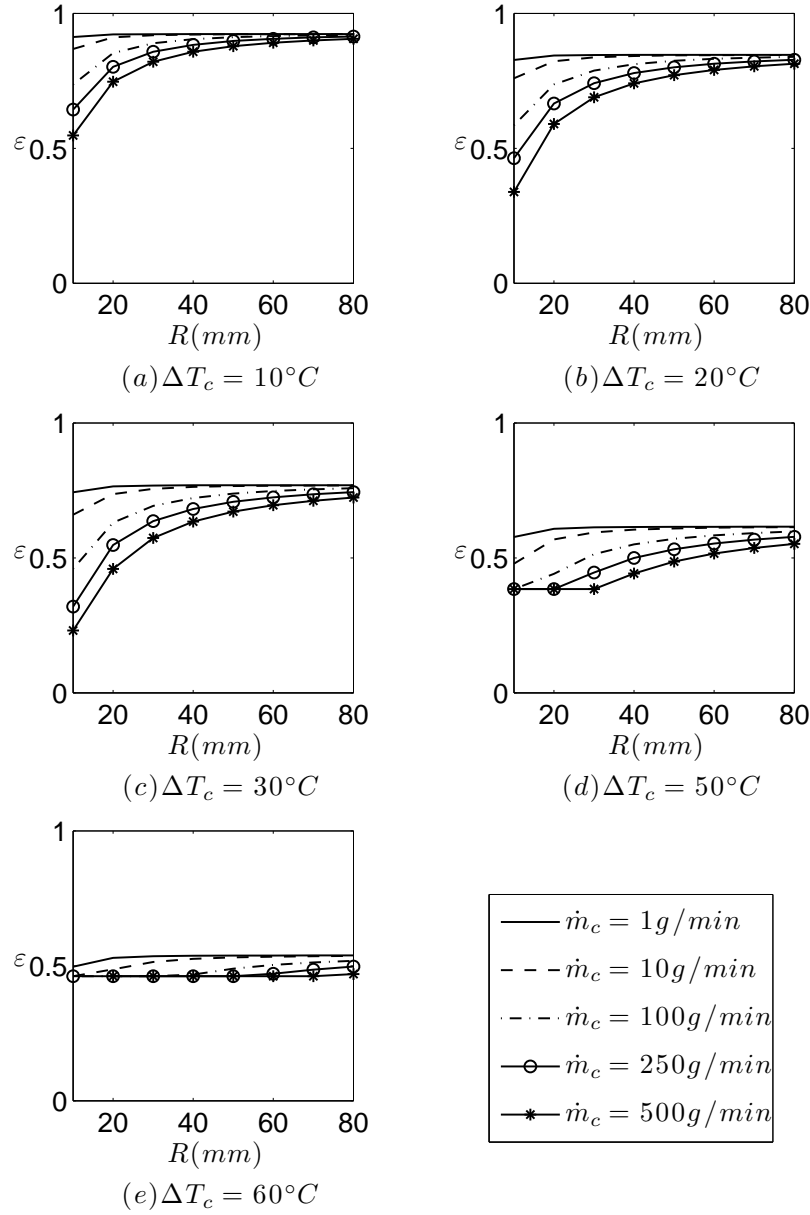 1
0.5
0
ε
20 40 60 80
R(mm)
(a)ΔT_c = 10°C
1
0.5
0
ε
20 40 60 80
R(mm)
(b)ΔT_c = 20°C
1
0.5
0
ε
20 40 60 80
R(mm)
(c)ΔT_c = 30°C
1
0.5
0
ε
20 40 60 80
R(mm)
(d)ΔT_c = 50°C
1
0.5
0
ε
20 40 60 80
R(mm)
(e)ΔT_c = 60°C
ṁ_c = 1g/min
ṁ_c = 10g/min
ṁ_c = 100g/min
ṁ_c = 250g/min
ṁ_c = 500g/min